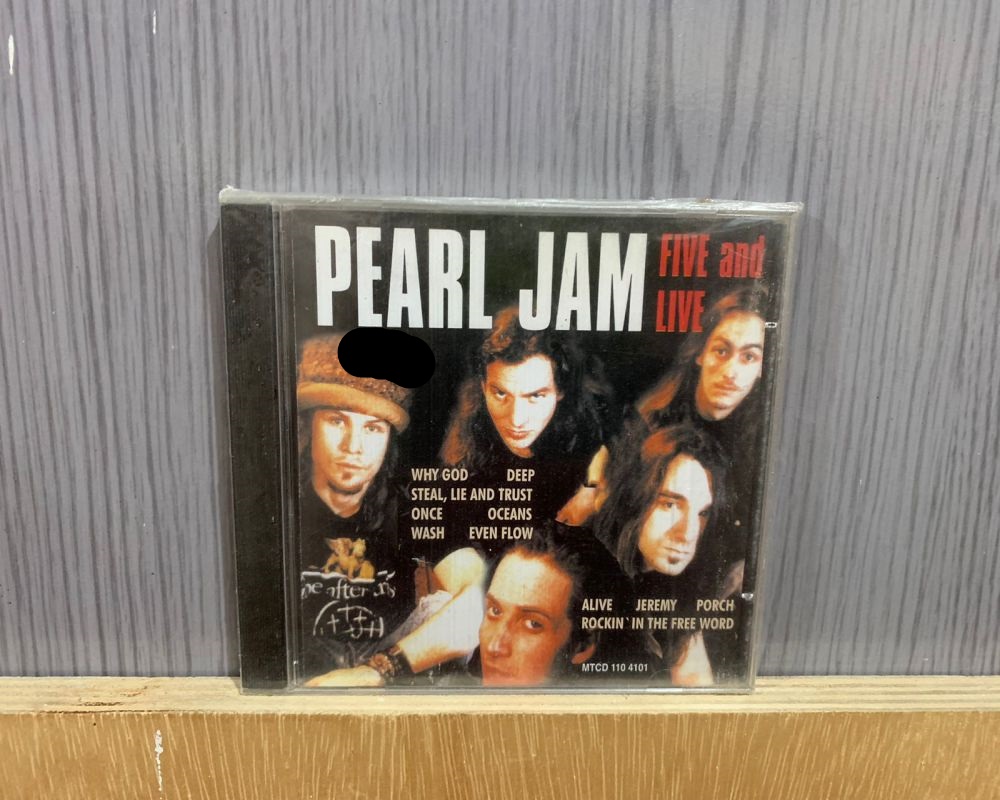 PEARL JAM FIVE and
LIVE
WHY GOD DEEP
STEAL, LIE AND TRUST
ONCE OCEANS
WASH EVEN FLOW
ALIVE JEREMY PORCH
ROCKIN` IN THE FREE WORD
MTCD 110 4101
after